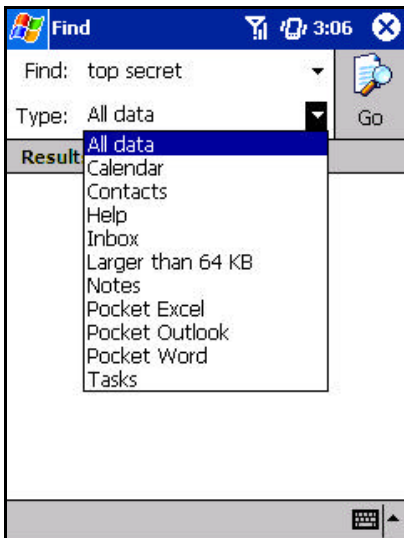 Find 3:06
Find: top secret
Type: All data
Go
Result
All data
Calendar
Contacts
Help
Inbox
Larger than 64 KB
Notes
Pocket Excel
Pocket Outlook
Pocket Word
Tasks